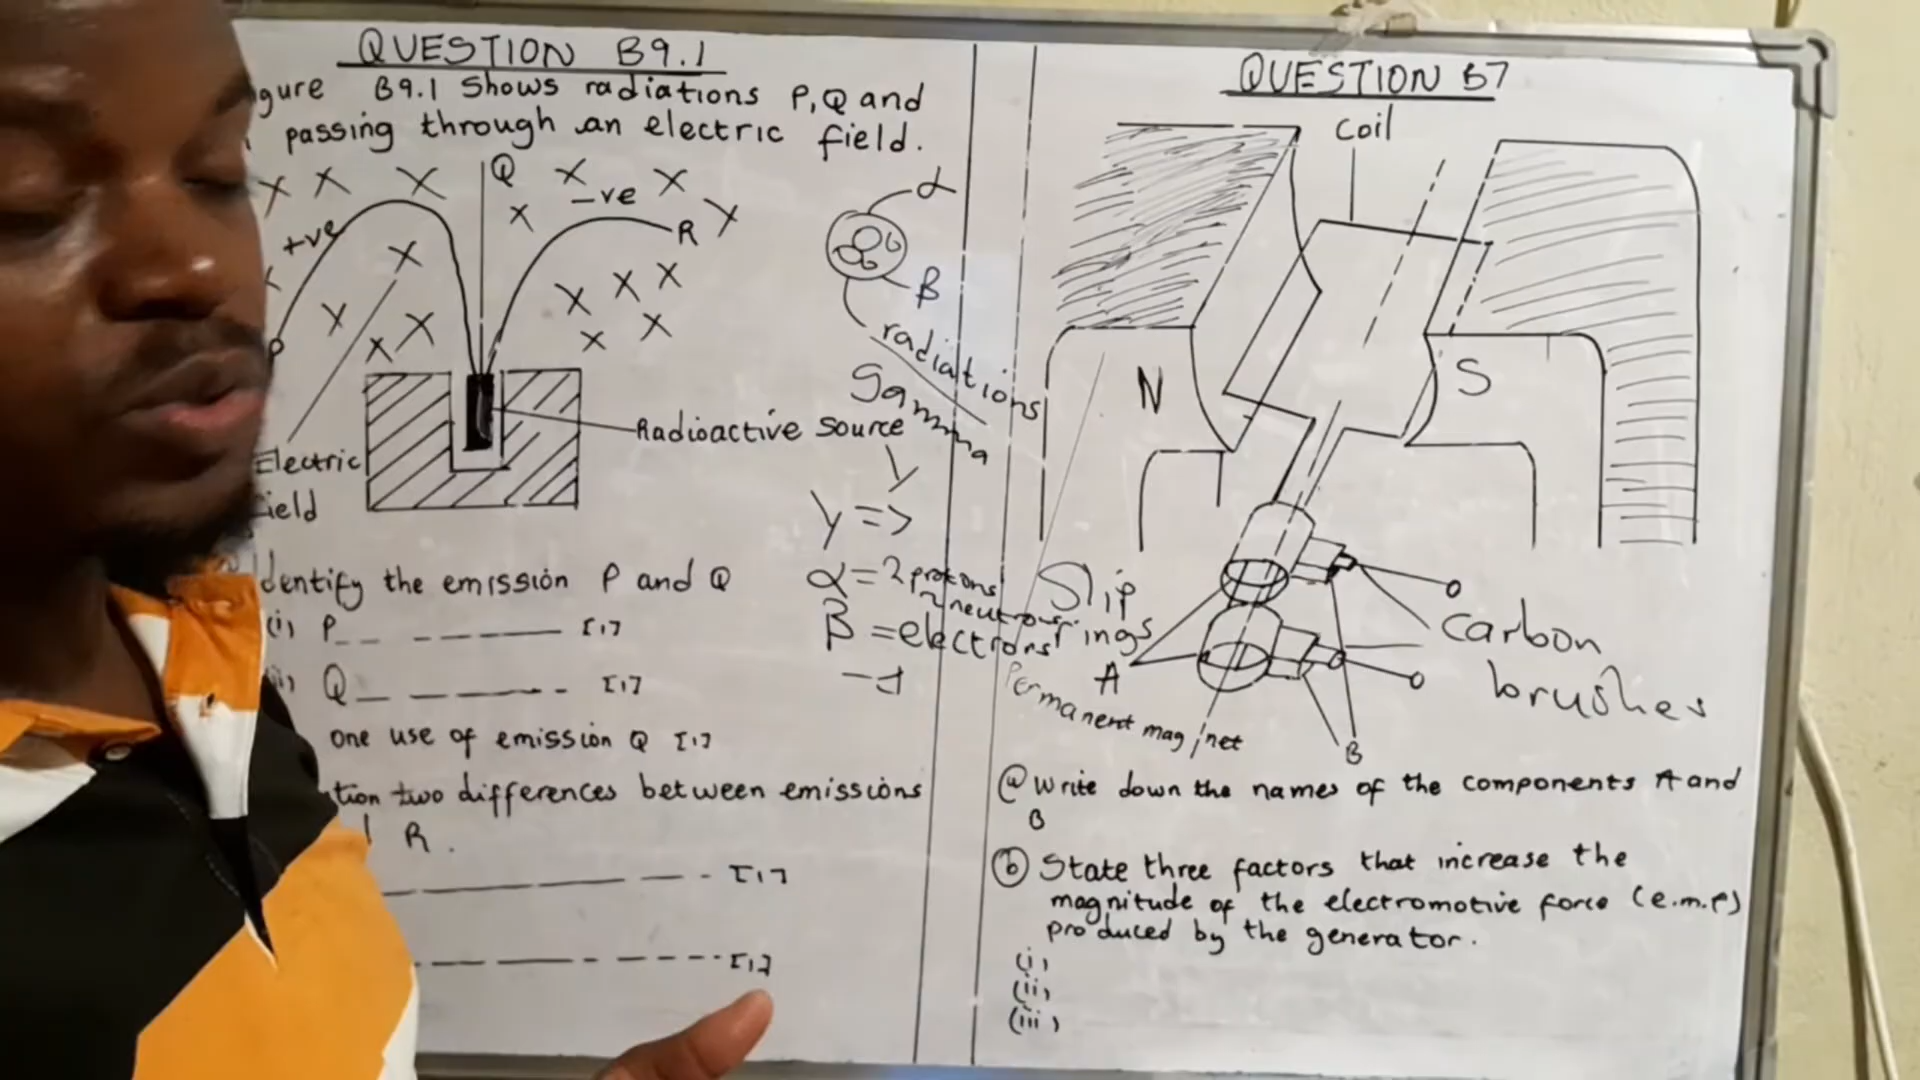 QUESTION B9.1
gure B9.1 Shows radiations P, Q and
passing through an electric field.
Q
-ve
+ve
R
P
α
β
radiations
Gamma
Radioactive source
Electric
field
γ
γ =>
α = 2 protons
2 neutrons
β = electrons
-1
Identify the emission P and Q
(i) P [1]
(ii) Q [1]
one use of emission Q [1]
tion two differences between emissions
R.
[1]
[1]
QUESTION B7
Coil
N
S
Slip
rings
A
Carbon
brushes
Permanent magnet
B
(a) Write down the names of the components A and
B
(b) State three factors that increase the
magnitude of the electromotive force (e.m.f)
produced by the generator.
(i)
(ii)
(iii)